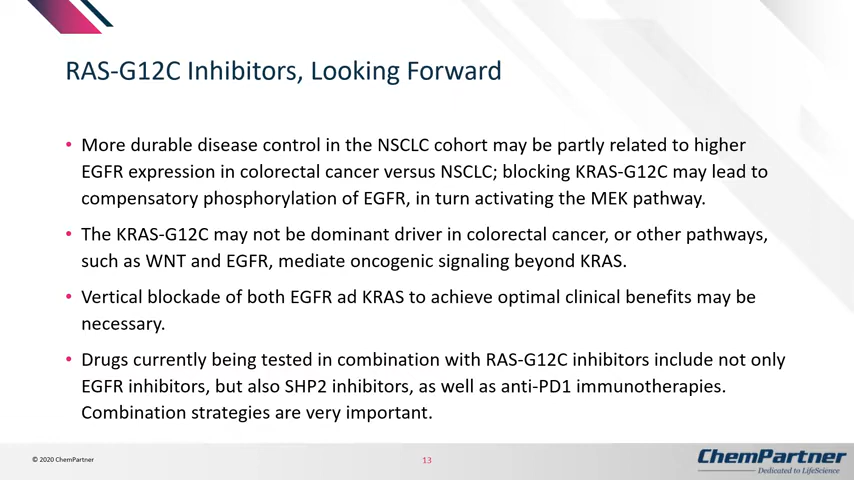 RAS-G12C Inhibitors, Looking Forward
• More durable disease control in the NSCLC cohort may be partly related to higher
EGFR expression in colorectal cancer versus NSCLC; blocking KRAS-G12C may lead to
compensatory phosphorylation of EGFR, in turn activating the MEK pathway.
• The KRAS-G12C may not be dominant driver in colorectal cancer, or other pathways,
such as WNT and EGFR, mediate oncogenic signaling beyond KRAS.
• Vertical blockade of both EGFR ad KRAS to achieve optimal clinical benefits may be
necessary.
• Drugs currently being tested in combination with RAS-G12C inhibitors include not only
EGFR inhibitors, but also SHP2 inhibitors, as well as anti-PD1 immunotherapies.
Combination strategies are very important.
© 2020 ChemPartner
13
ChemPartner
Dedicated to LifeScience